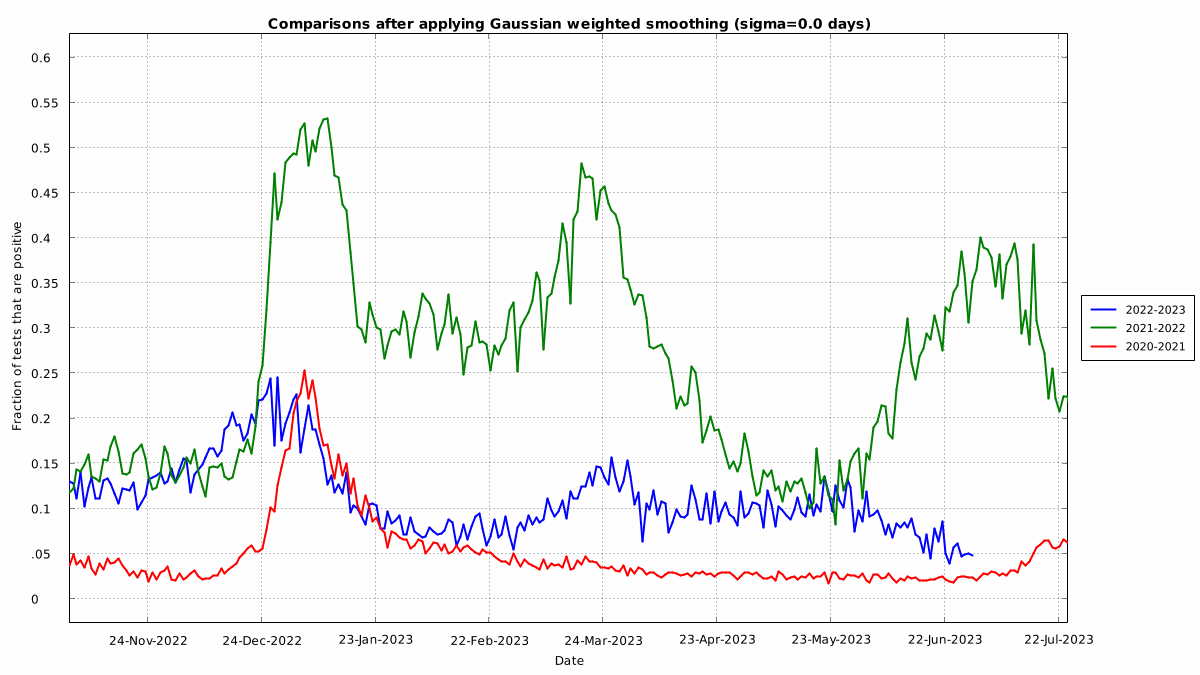 Comparisons after applying Gaussian weighted smoothing (sigma=0.0 days)
0.6
0.55
0.5
0.45
0.4
0.35
0.3
0.25
0.2
0.15
0.1
.05
0
Fraction of tests that are positive
24-Nov-2022
24-Dec-2022
23-Jan-2023
22-Feb-2023
24-Mar-2023
23-Apr-2023
23-May-2023
22-Jun-2023
22-Jul-2023
Date
2022-2023
2021-2022
2020-2021